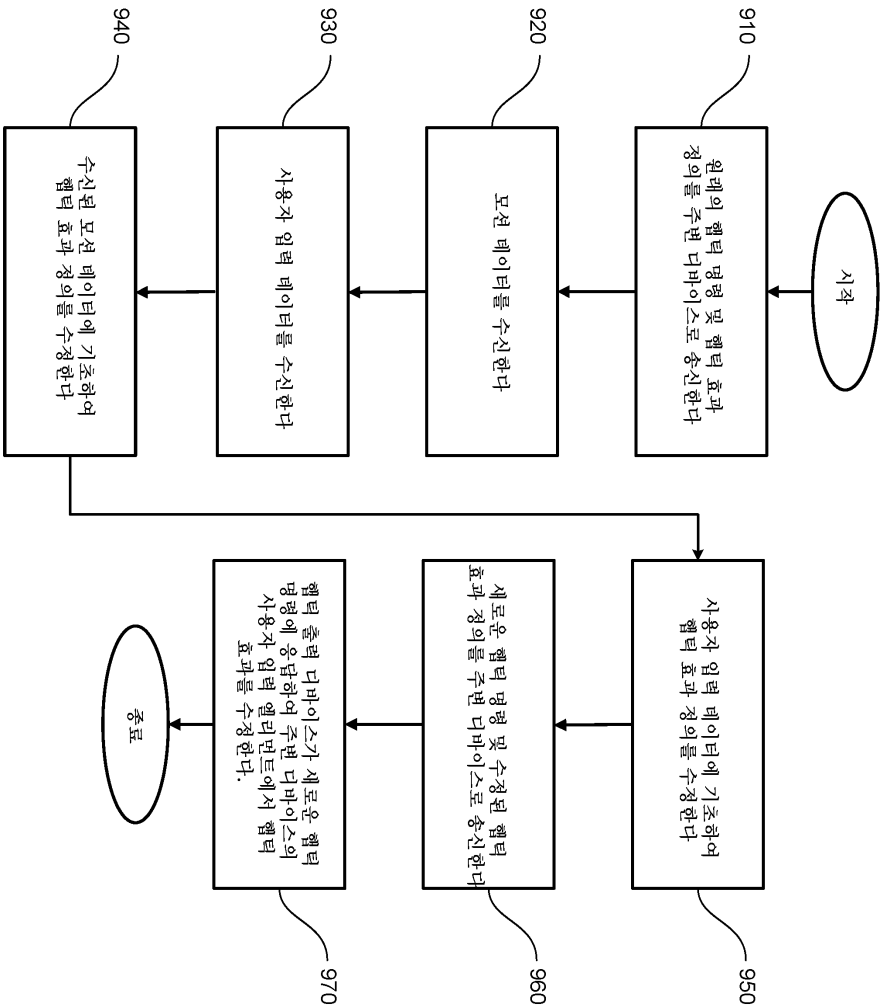 시작
910
원래의 햅틱 명령 및 햅틱 효과
정의를 주변 디바이스로 송신한다
920
모션 데이터를 수신한다
930
사용자 입력 데이터를 수신한다
940
수신된 모션 데이터에 기초하여
햅틱 효과 정의를 수정한다
950
사용자 입력 데이터에 기초하여
햅틱 효과 정의를 수정한다
960
새로운 햅틱 명령 및 수정된 햅틱
효과 정의를 주변 디바이스로 송신한다
970
햅틱 출력 디바이스가 새로운 햅틱
명령에 응답하여 주변 디바이스의
사용자 입력 엘리먼트에서 햅틱
효과를 수정한다.
종료